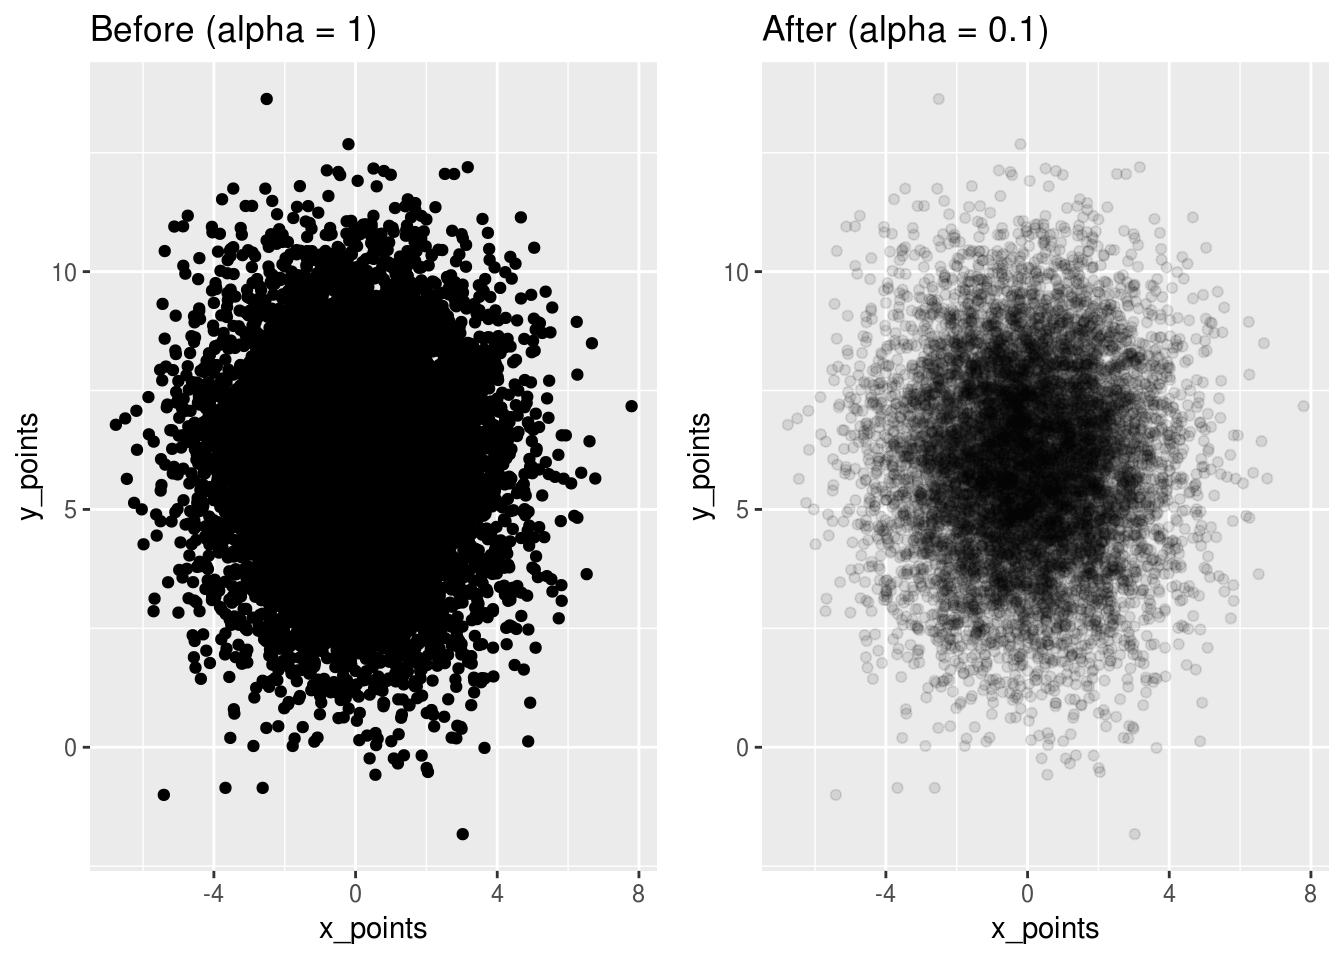 Before (alpha = 1)
10
5
0
y_points
-4 0 4 8
x_points
After (alpha = 0.1)
10
5
0
y_points
-4 0 4 8
x_points